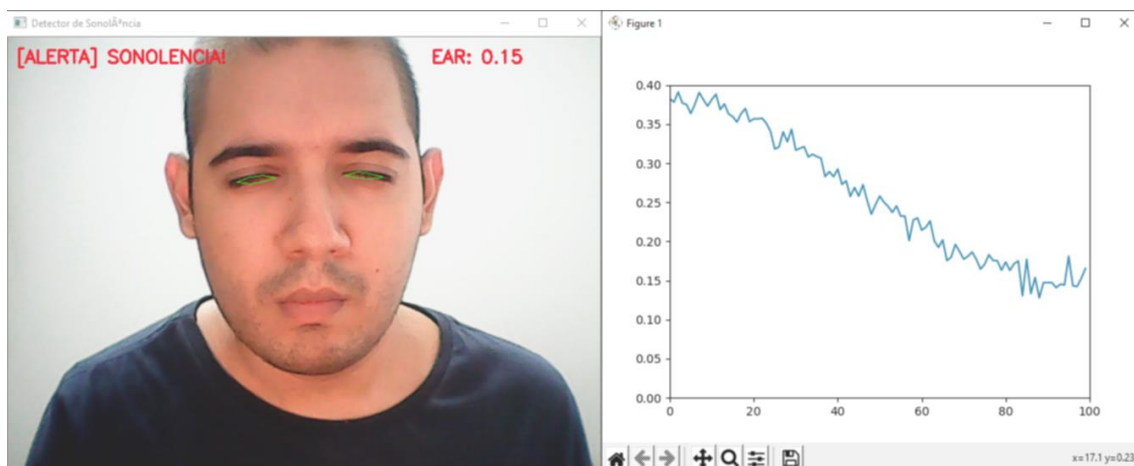 Detector de SonolÃªncia
[ALERTA] SONOLENCIA!
EAR: 0.15
Figure 1
0.40
0.35
0.30
0.25
0.20
0.15
0.10
0.05
0.00
0 20 40 60 80 100
x=17.1 y=0.23